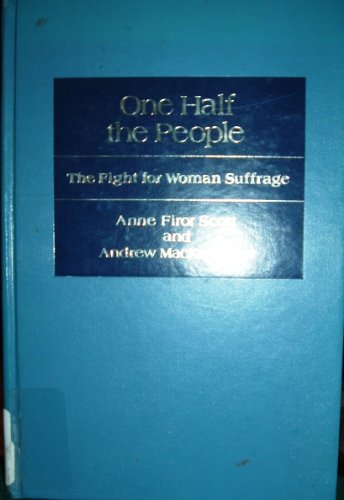 One Half
the People
The Fight for Woman Suffrage
Anne Firor Scott
and
Andrew